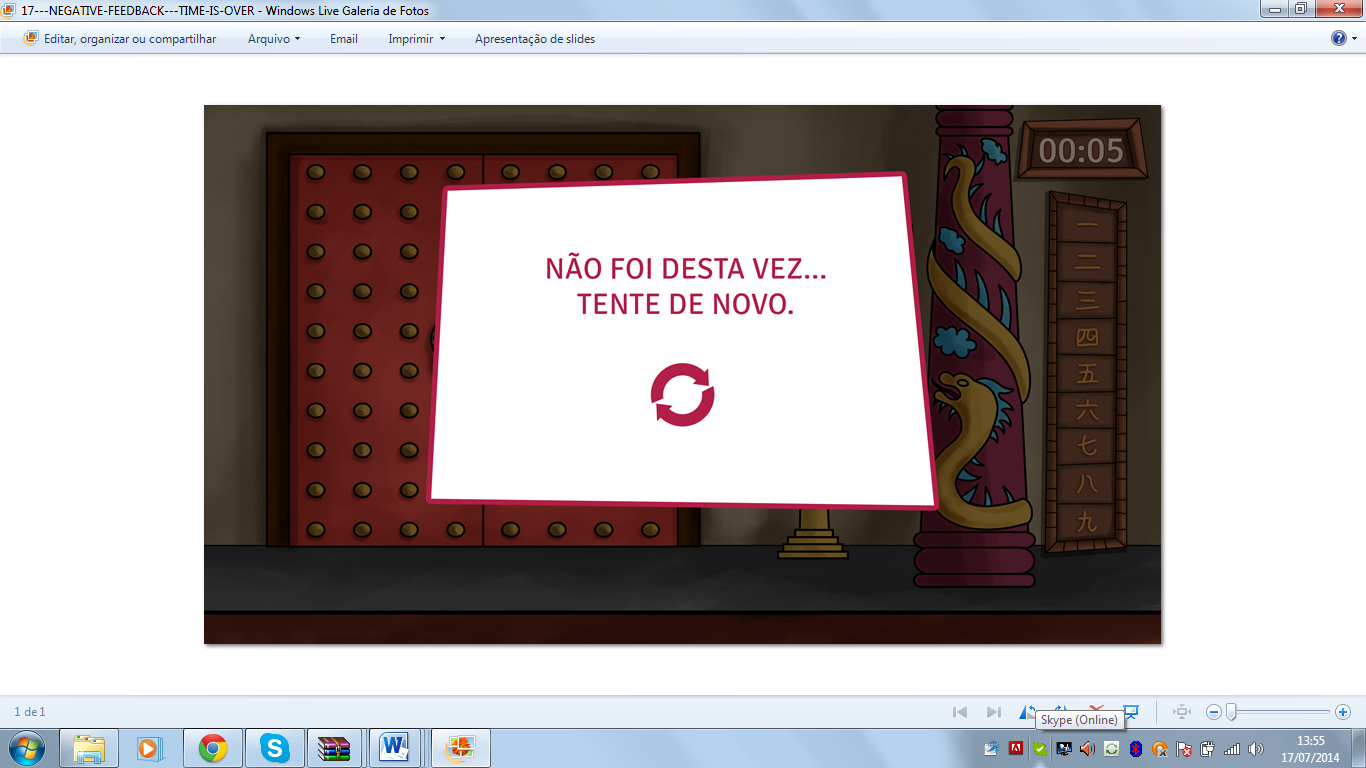 17---NEGATIVE-FEEDBACK---TIME-IS-OVER - Windows Live Galeria de Fotos
Editar, organizar ou compartilhar Arquivo Email Imprimir Apresentação de slides
00:05
NÃO FOI DESTA VEZ...
TENTE DE NOVO.
一
二
三
四
五
六
七
八
九
1 de 1
Skype (Online)
13:55
17/07/2014